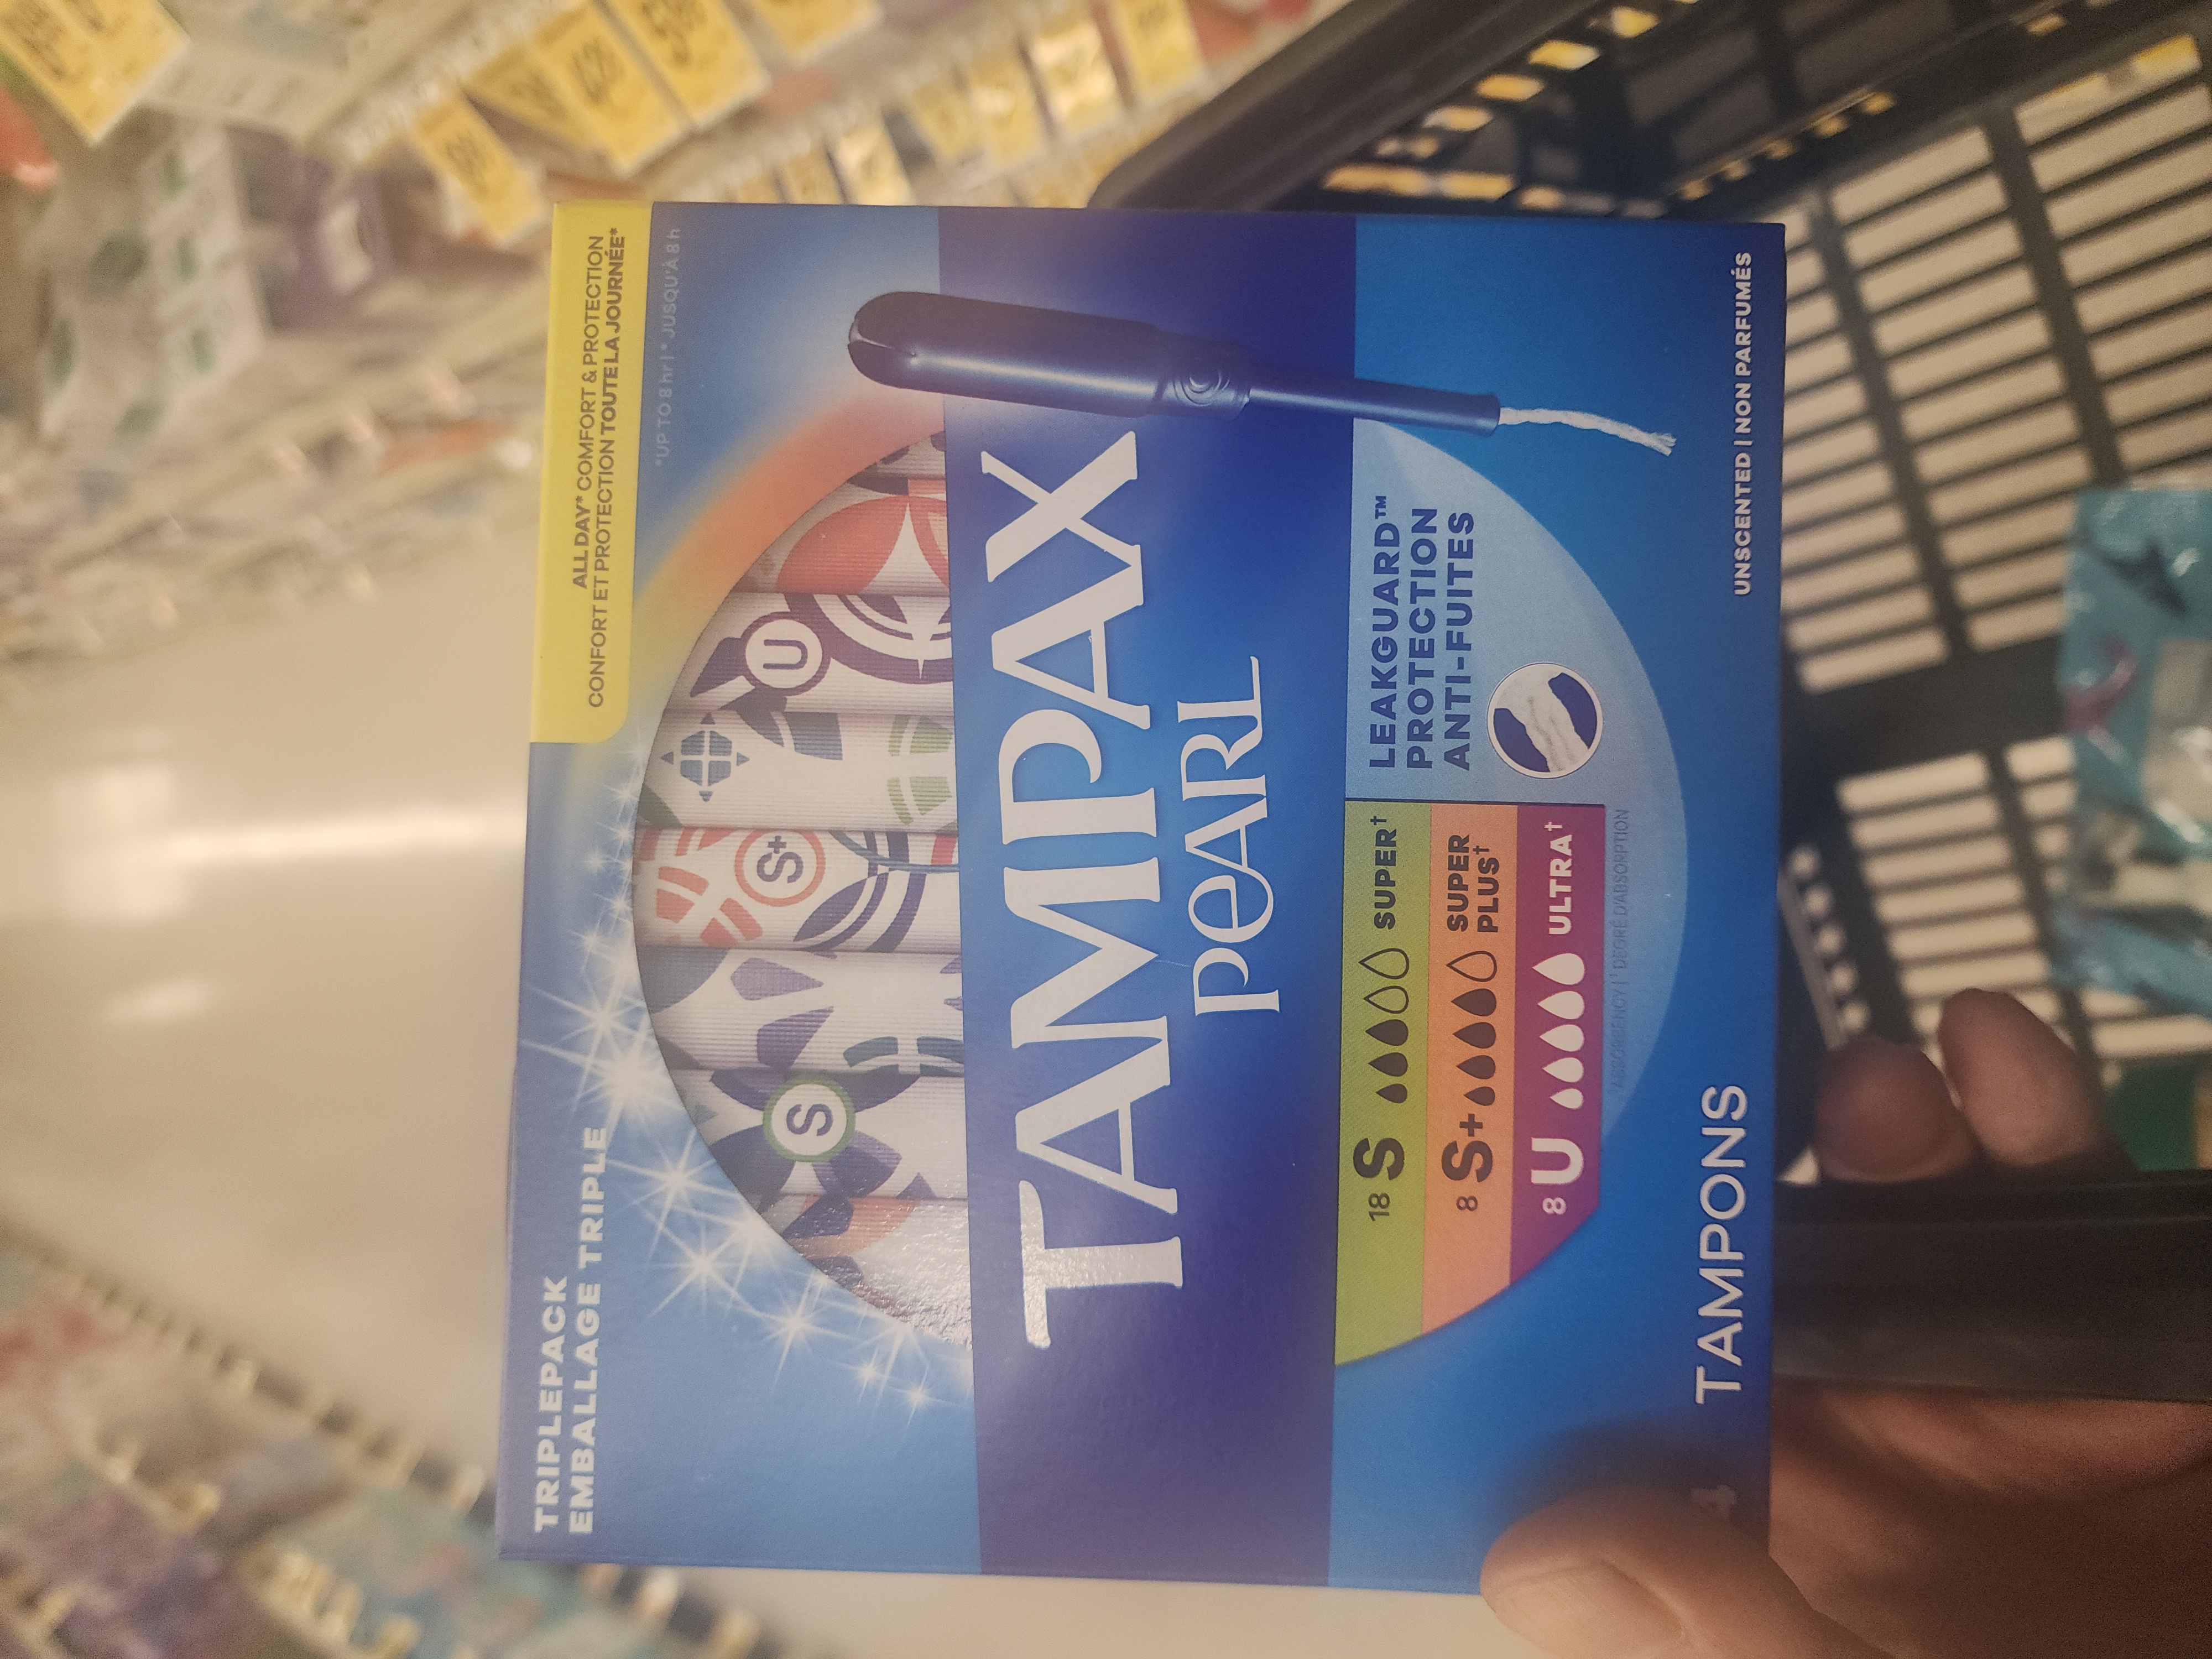 TRIPLEPACK
EMBALLAGE TRIPLE
ALL DAY* COMFORT & PROTECTION
CONFORT ET PROTECTION TOUTE LA JOURNÉE*
*UP TO 8 hr | * JUSQU'À 8 h
U
S+
S
TAMPAX
PEARL
18 S SUPER†
8 S+ SUPER PLUS†
8 U ULTRA†
†ABSORBENCY | † DEGRÉ D'ABSORPTION
LEAKGUARD™
PROTECTION
ANTI-FUITES
4 TAMPONS
UNSCENTED | NON PARFUMÉS